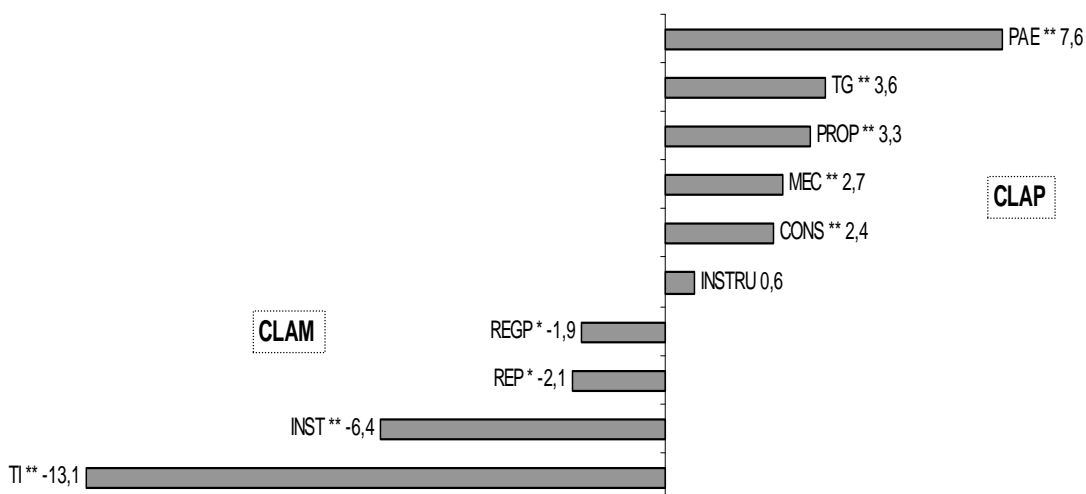 PAE ** 7,6
TG ** 3,6
PROP ** 3,3
MEC ** 2,7
CLAP
CONS ** 2,4
INSTRU 0,6
CLAM
REGP * -1,9
REP * -2,1
INST ** -6,4
TI ** -13,1